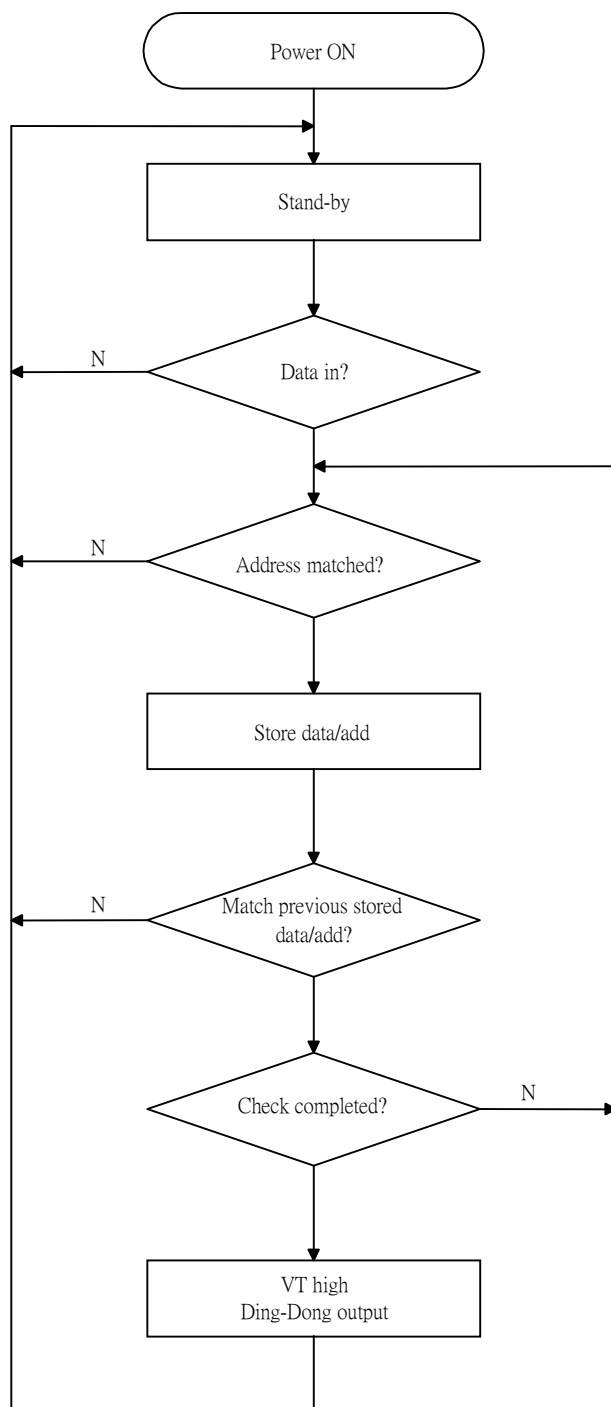 Power ON
Stand-by
N
Data in?
N
Address matched?
Store data/add
N
Match previous stored
data/add?
Check completed?
N
VT high
Ding-Dong output